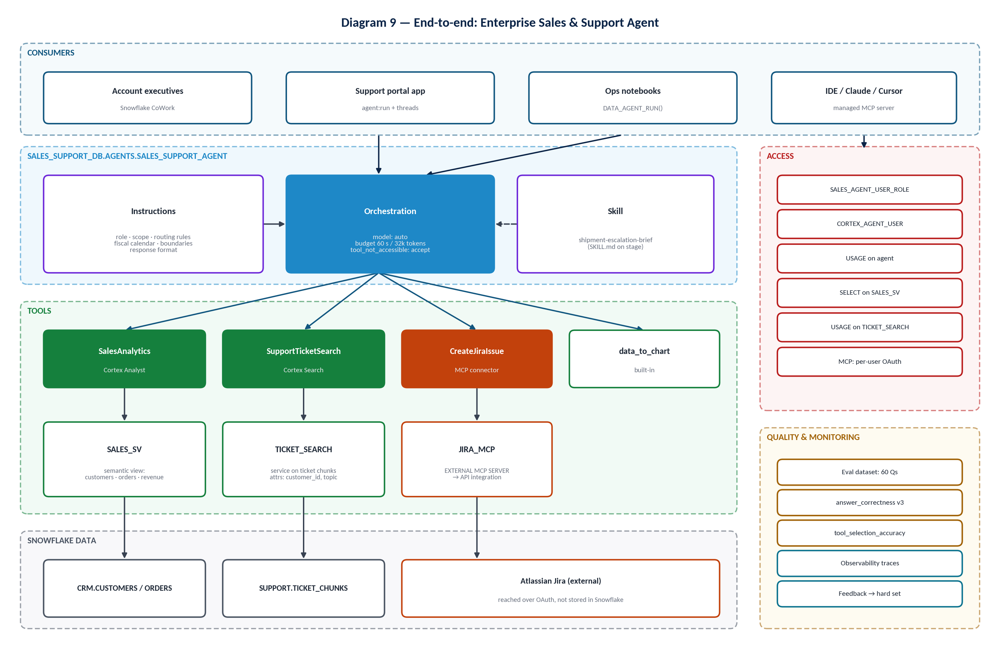 Diagram 9 — End-to-end: Enterprise Sales & Support Agent
CONSUMERS
Account executives
Snowflake CoWork
Support portal app
agent:run + threads
Ops notebooks
DATA_AGENT_RUN()
IDE / Claude / Cursor
managed MCP server
SALES_SUPPORT_DB.AGENTS.SALES_SUPPORT_AGENT
Instructions
role · scope · routing rules
fiscal calendar · boundaries
response format
Orchestration
model: auto
budget 60 s / 32k tokens
tool_not_accessible: accept
Skill
shipment-escalation-brief
(SKILL.md on stage)
ACCESS
SALES_AGENT_USER_ROLE
CORTEX_AGENT_USER
USAGE on agent
SELECT on SALES_SV
USAGE on TICKET_SEARCH
MCP: per-user OAuth
TOOLS
SalesAnalytics
Cortex Analyst
SupportTicketSearch
Cortex Search
CreateJiraIssue
MCP connector
data_to_chart
built-in
SALES_SV
semantic view:
customers · orders · revenue
TICKET_SEARCH
service on ticket chunks
attrs: customer_id, topic
JIRA_MCP
EXTERNAL MCP SERVER
→ API integration
QUALITY & MONITORING
Eval dataset: 60 Qs
answer_correctness v3
tool_selection_accuracy
Observability traces
Feedback → hard set
SNOWFLAKE DATA
CRM.CUSTOMERS / ORDERS
SUPPORT.TICKET_CHUNKS
Atlassian Jira (external)
reached over OAuth, not stored in Snowflake